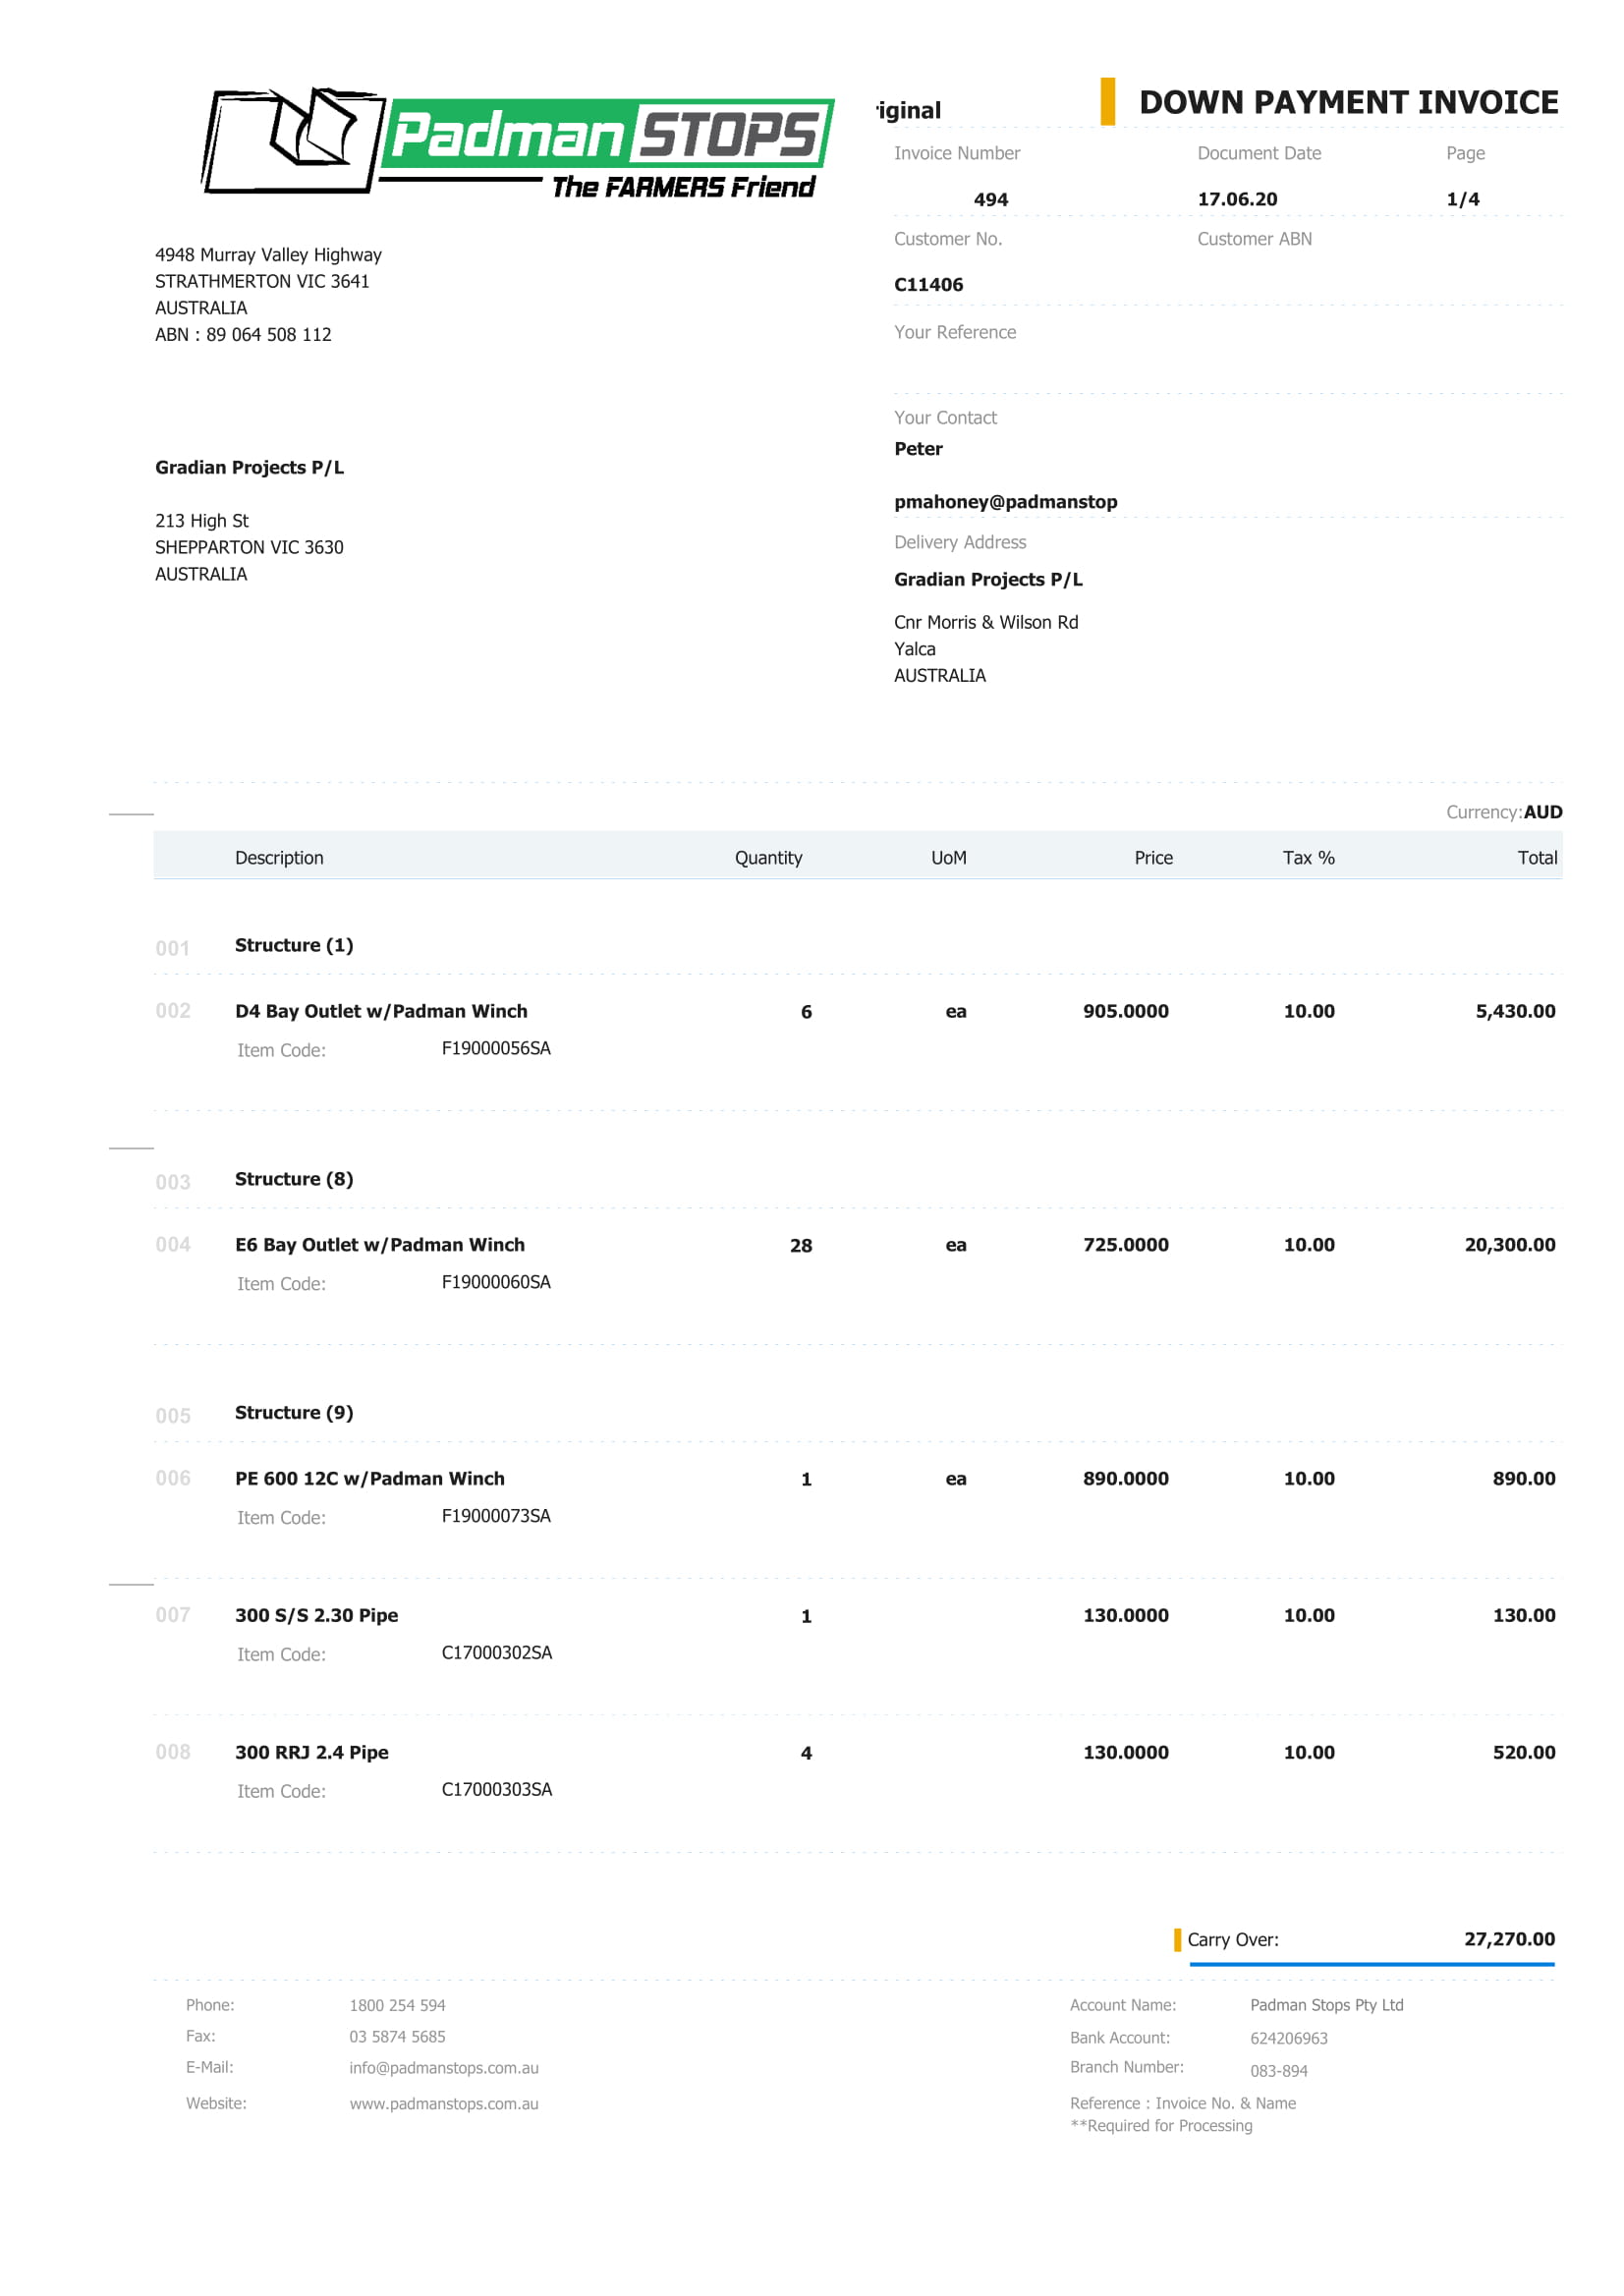 Padman STOPS
The FARMERS Friend
riginal
DOWN PAYMENT INVOICE
Invoice Number Document Date Page
494 17.06.20 1/4
Customer No. Customer ABN
C11406
Your Reference
4948 Murray Valley Highway
STRATHMERTON VIC 3641
AUSTRALIA
ABN : 89 064 508 112
Your Contact
Peter
pmahoney@padmanstop
Gradian Projects P/L
213 High St
SHEPPARTON VIC 3630
AUSTRALIA
Delivery Address
Gradian Projects P/L
Cnr Morris & Wilson Rd
Yalca
AUSTRALIA
Currency:AUD
Description Quantity UoM Price Tax % Total
001 Structure (1)
002 D4 Bay Outlet w/Padman Winch 6 ea 905.0000 10.00 5,430.00
Item Code: F19000056SA
003 Structure (8)
004 E6 Bay Outlet w/Padman Winch 28 ea 725.0000 10.00 20,300.00
Item Code: F19000060SA
005 Structure (9)
006 PE 600 12C w/Padman Winch 1 ea 890.0000 10.00 890.00
Item Code: F19000073SA
007 300 S/S 2.30 Pipe 1 130.0000 10.00 130.00
Item Code: C17000302SA
008 300 RRJ 2.4 Pipe 4 130.0000 10.00 520.00
Item Code: C17000303SA
Carry Over: 27,270.00
Phone: 1800 254 594
Fax: 03 5874 5685
E-Mail: info@padmanstops.com.au
Website: www.padmanstops.com.au
Account Name: Padman Stops Pty Ltd
Bank Account: 624206963
Branch Number: 083-894
Reference : Invoice No. & Name
**Required for Processing